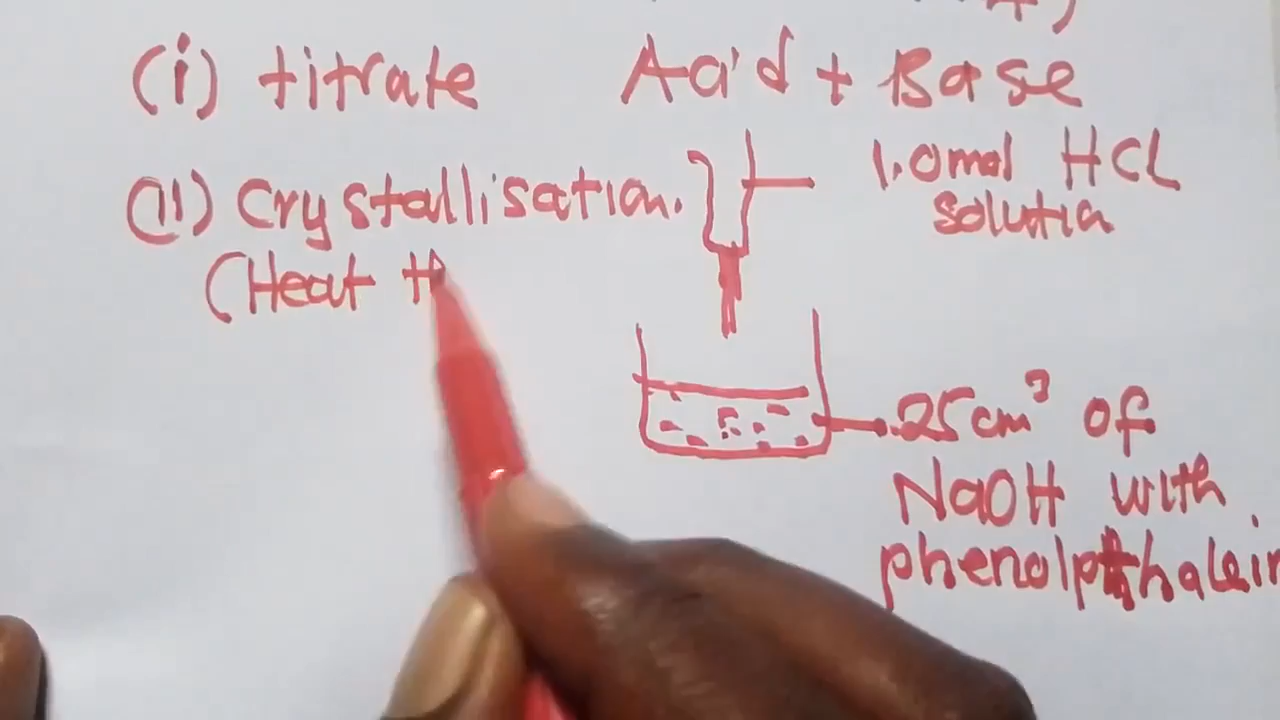 (i) titrate Acid + Base
1.0mol HCl
solution
(ii) Crystallisation.
(Heat
25cm³ of
NaOH with
phenolphthalein